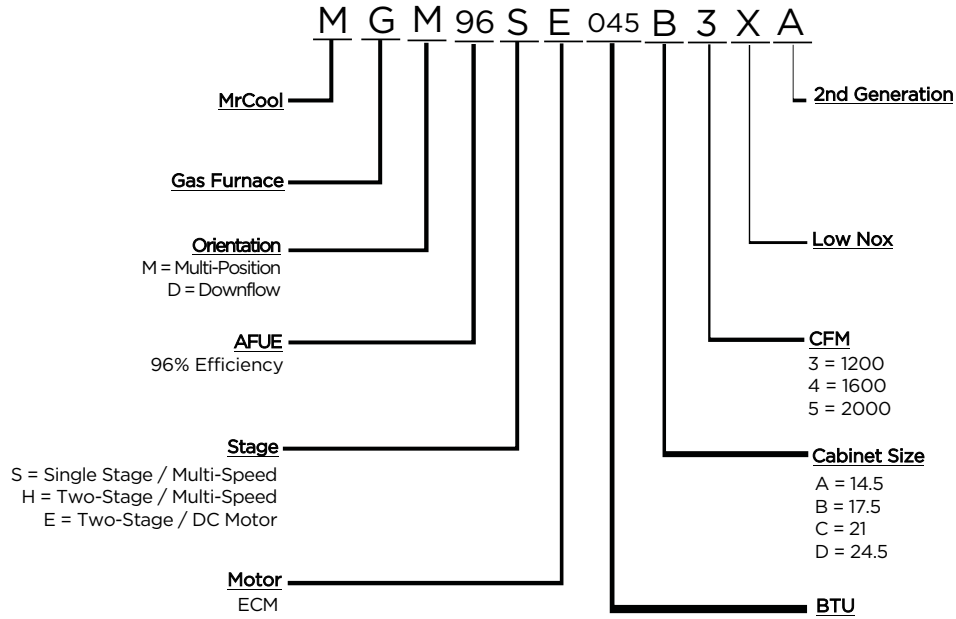 M G M 96 S E 045 B 3 X A
MrCool
Gas Furnace
Orientation
M = Multi-Position
D = Downflow
AFUE
96% Efficiency
Stage
S = Single Stage / Multi-Speed
H = Two-Stage / Multi-Speed
E = Two-Stage / DC Motor
Motor
ECM
2nd Generation
Low Nox
CFM
3 = 1200
4 = 1600
5 = 2000
Cabinet Size
A = 14.5
B = 17.5
C = 21
D = 24.5
BTU